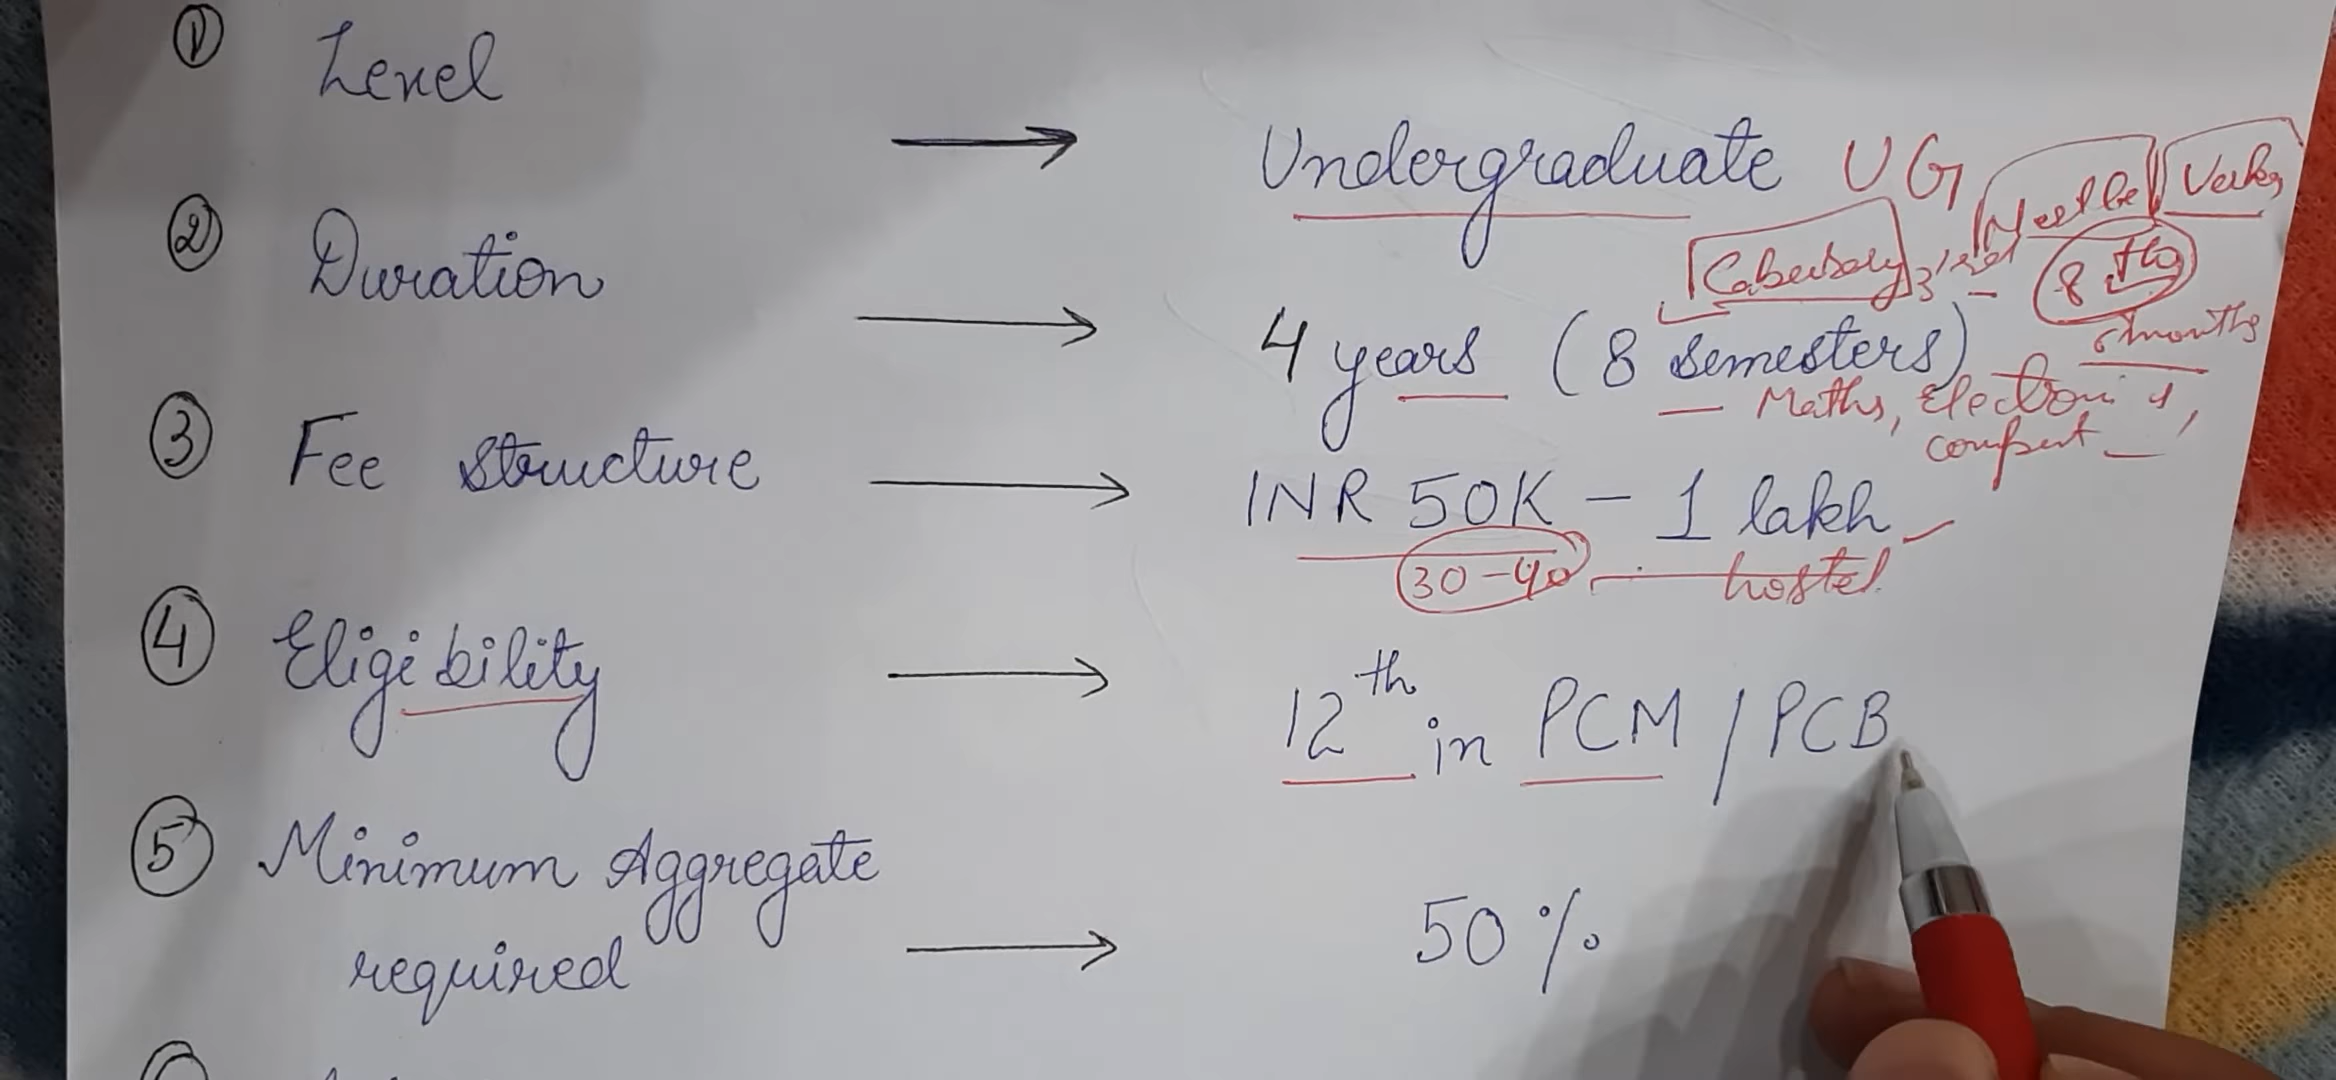 ① Level
→ Undergraduate UG
② Duration
→ 4 years (8 semesters)
8th
6 months
Maths,
③ Fee structure
→ INR 50K - 1 lakh
30-40 hostel
④ Eligibility
→ 12th in PCM / PCB
⑤ Minimum Aggregate
required → 50%